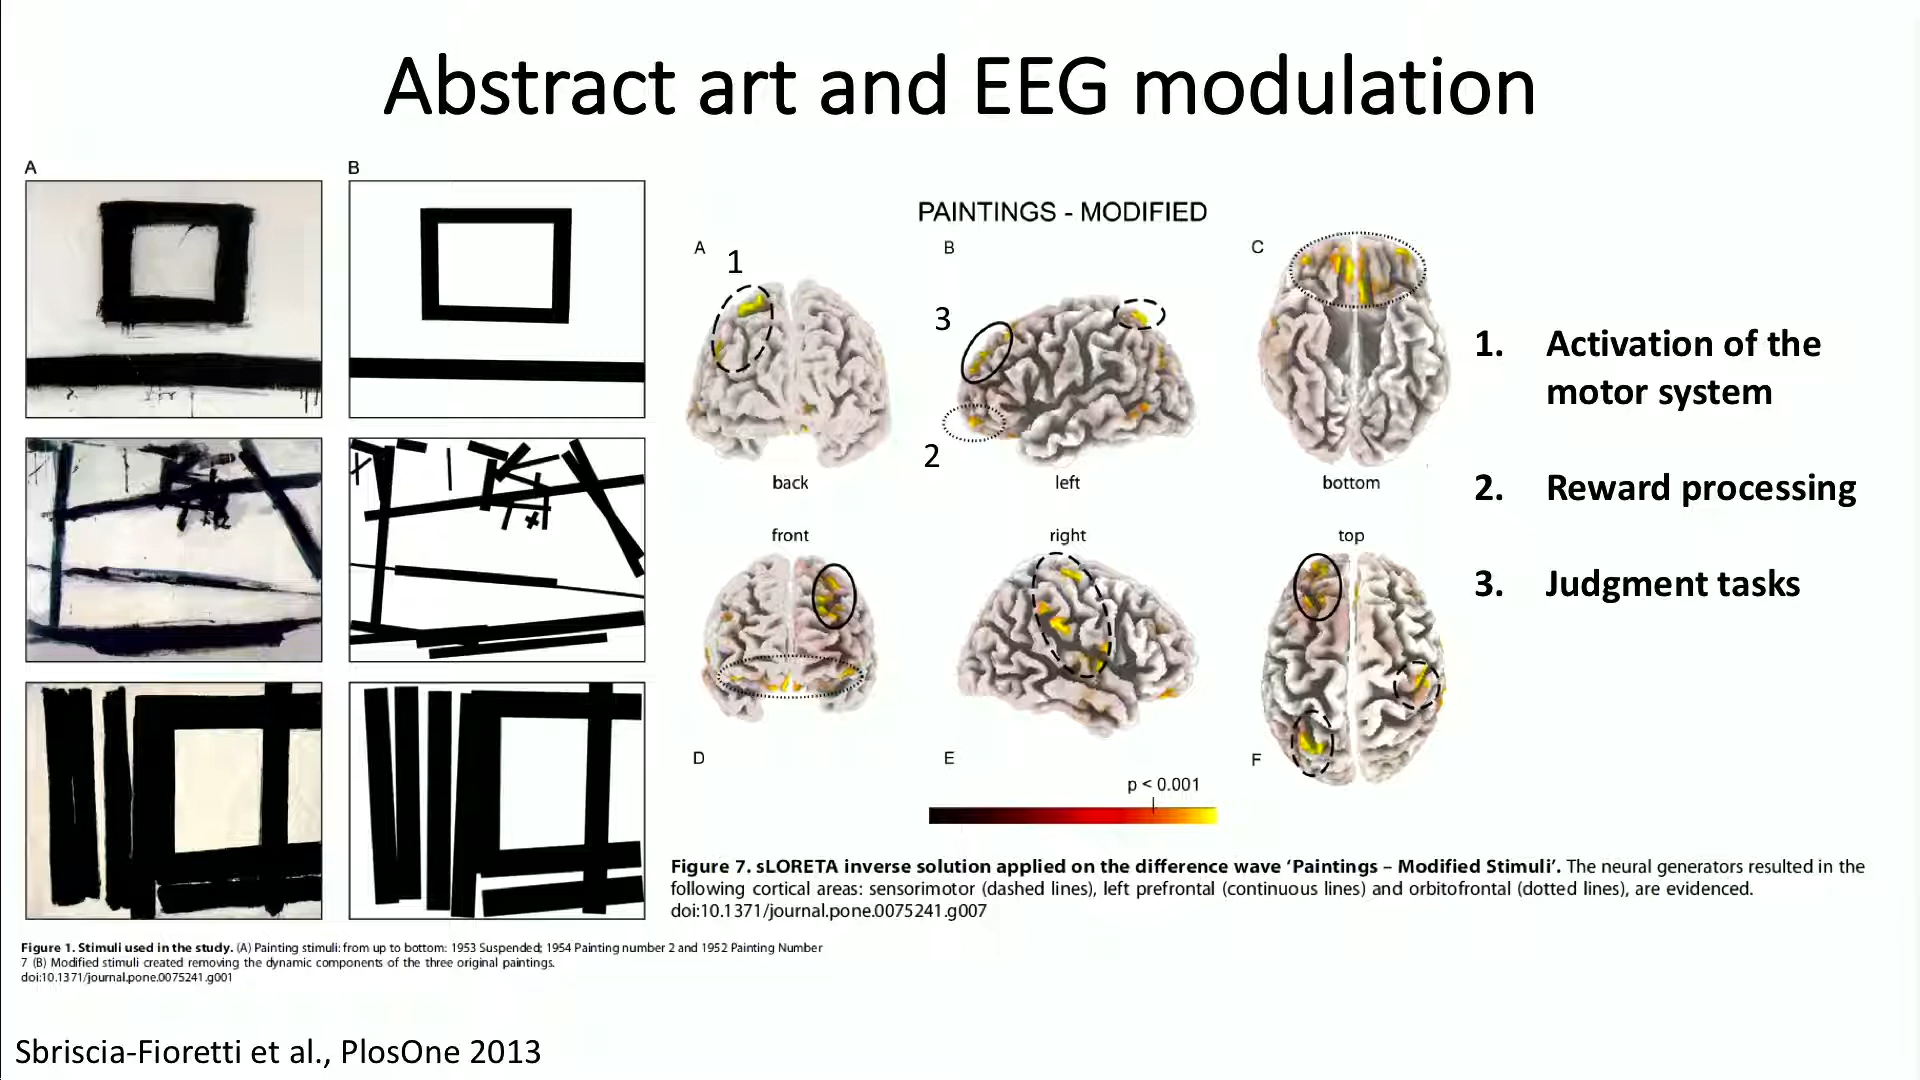 Abstract art and EEG modulation
A
B
PAINTINGS - MODIFIED
A
1
B
3
2
C
back
left
bottom
front
right
top
D
E
F
p < 0.001
1. Activation of the
motor system
2. Reward processing
3. Judgment tasks
Figure 7. sLORETA inverse solution applied on the difference wave ‘Paintings – Modified Stimuli’. The neural generators resulted in the
following cortical areas: sensorimotor (dashed lines), left prefrontal (continuous lines) and orbitofrontal (dotted lines), are evidenced.
doi:10.1371/journal.pone.0075241.g007
Figure 1. Stimuli used in the study. (A) Painting stimuli: from up to bottom: 1953 Suspended; 1954 Painting number 2 and 1952 Painting Number
7 (B) Modified stimuli created removing the dynamic components of the three original paintings.
doi:10.1371/journal.pone.0075241.g001
Sbriscia-Fioretti et al., PlosOne 2013